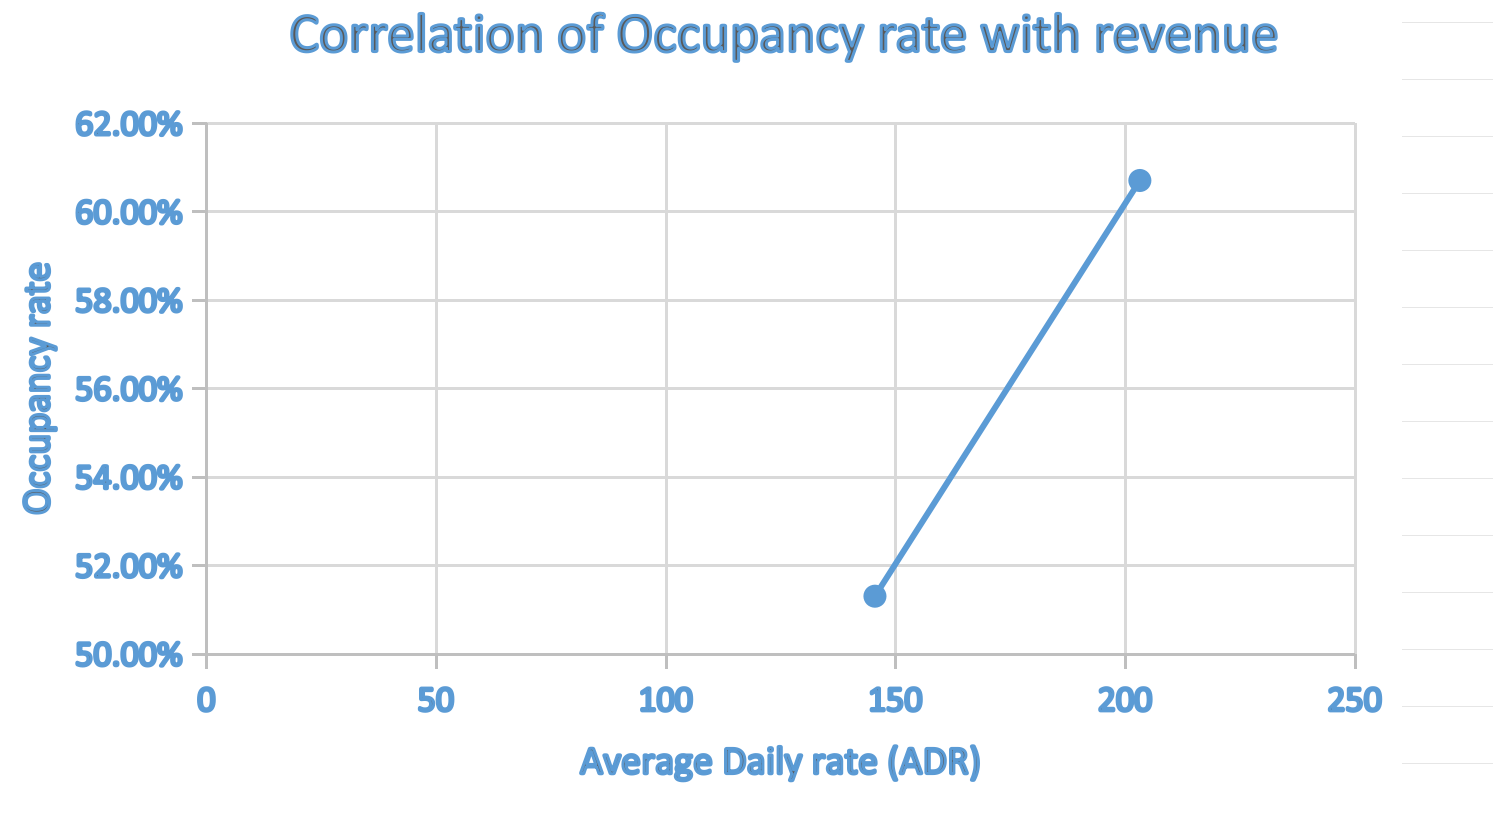 Correlation of Occupancy rate with revenue
62.00%
60.00%
58.00%
56.00%
54.00%
52.00%
50.00%
Occupancy rate
0 50 100 150 200 250
Average Daily rate (ADR)